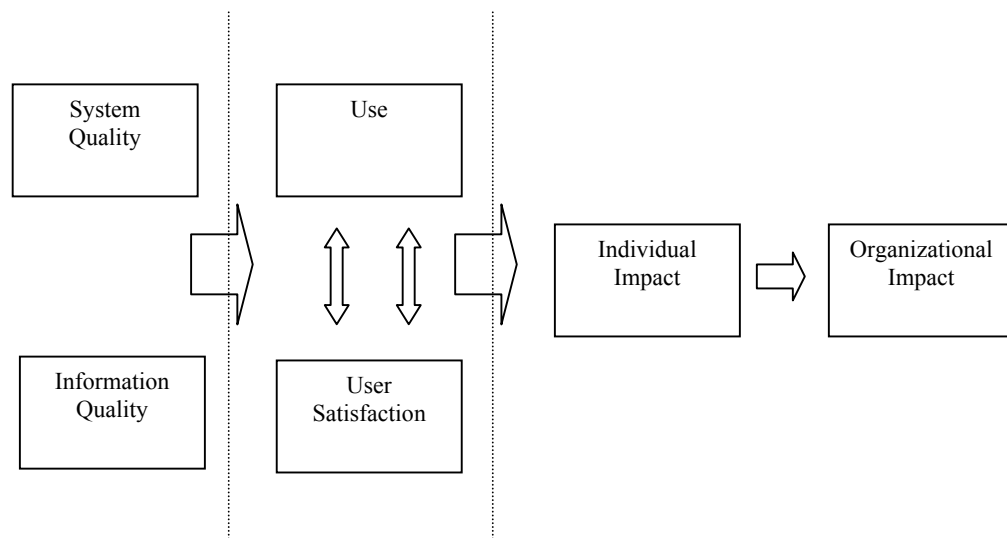 System
Quality
Use
Individual
Impact
Organizational
Impact
Information
Quality
User
Satisfaction